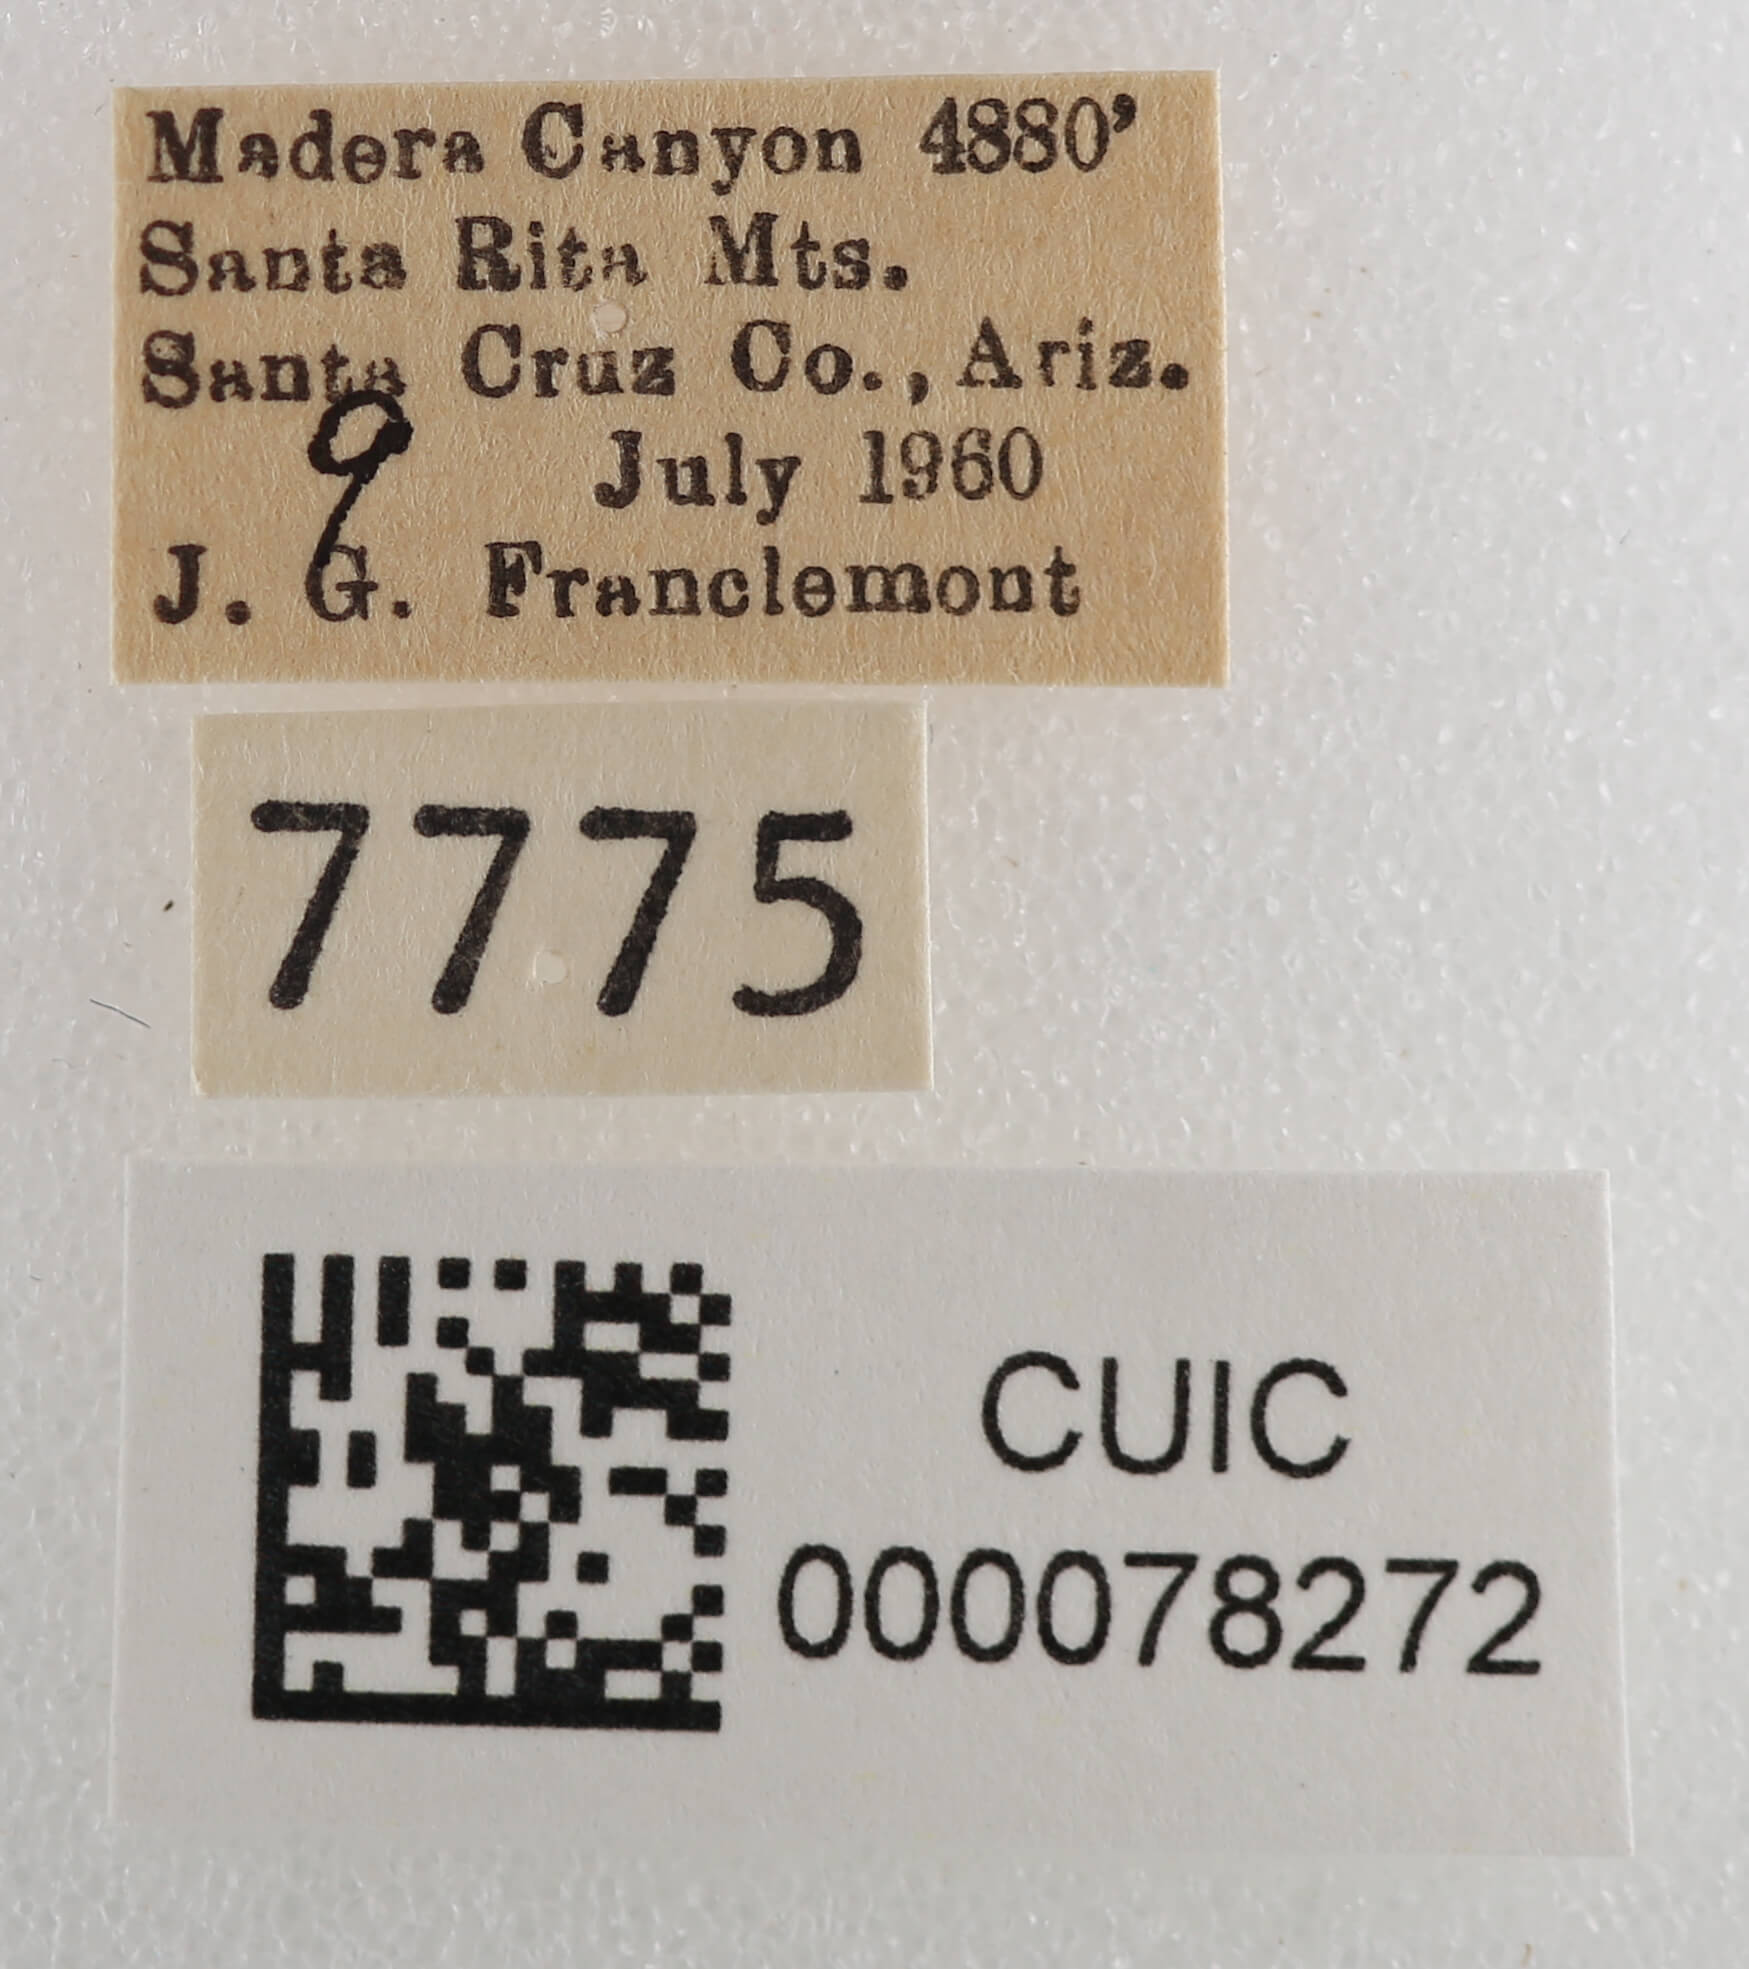 Madera Canyon 4880'
Santa Rita Mts.
Santa Cruz Co., Ariz.
9 July 1960
J. G. Franclemont
7775
CUIC
000078272